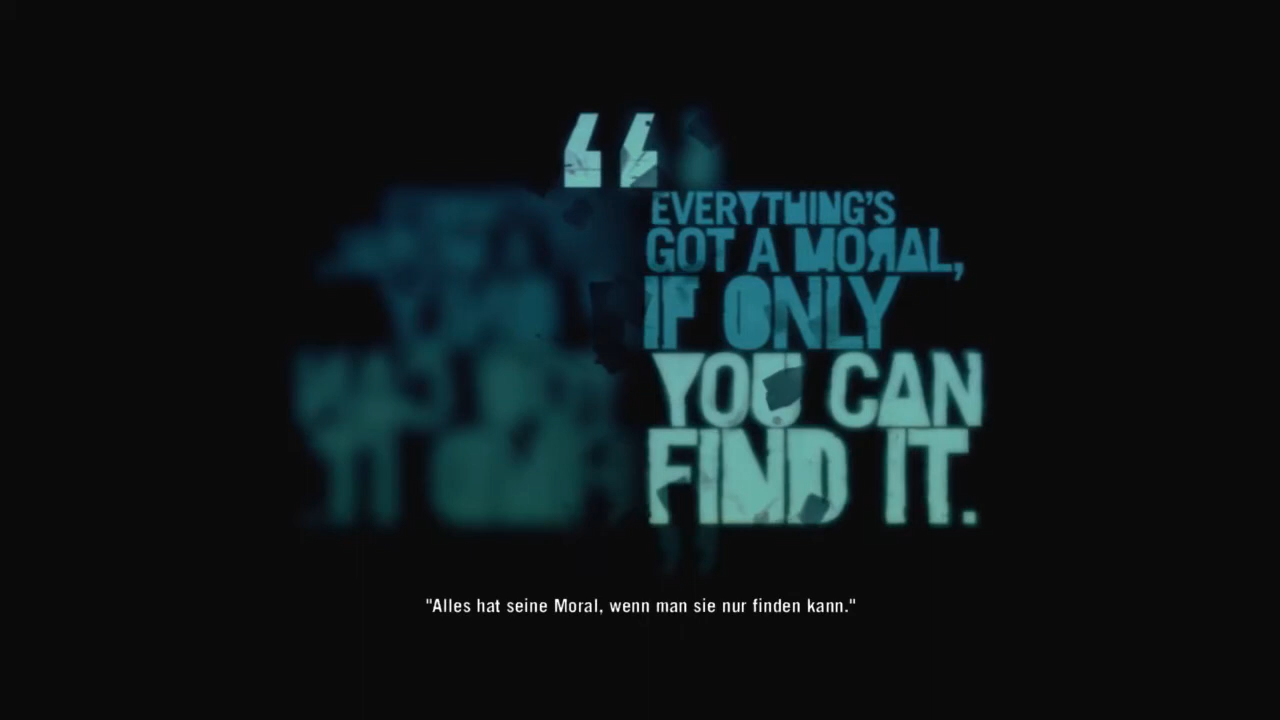 “
EVERYTHING'S
GOT A MORAL,
IF ONLY
YOU CAN
FIND IT.
"Alles hat seine Moral, wenn man sie nur finden kann."